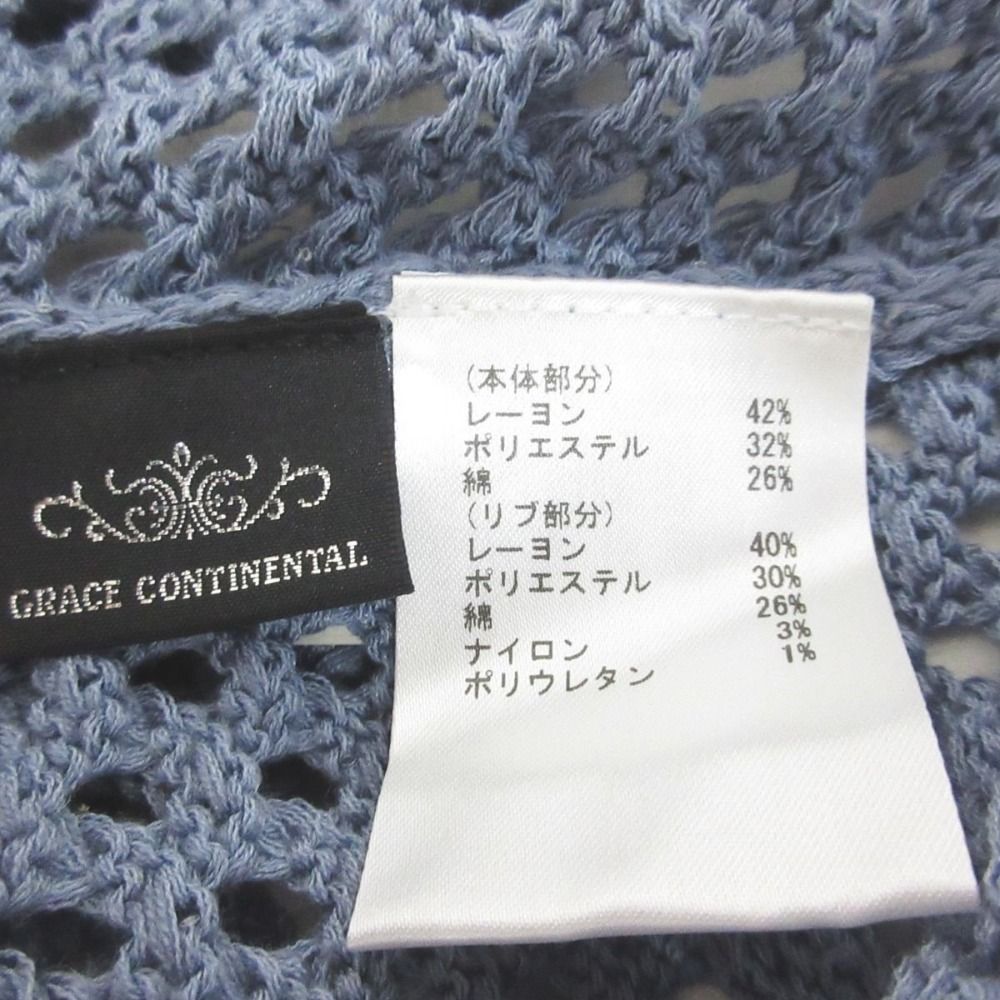 GRACE CONTINENTAL
(本体部分)
レーヨン 42%
ポリエステル 32%
綿 26%
(リブ部分)
レーヨン 40%
ポリエステル 30%
綿 26%
ナイロン 3%
ポリウレタン 1%